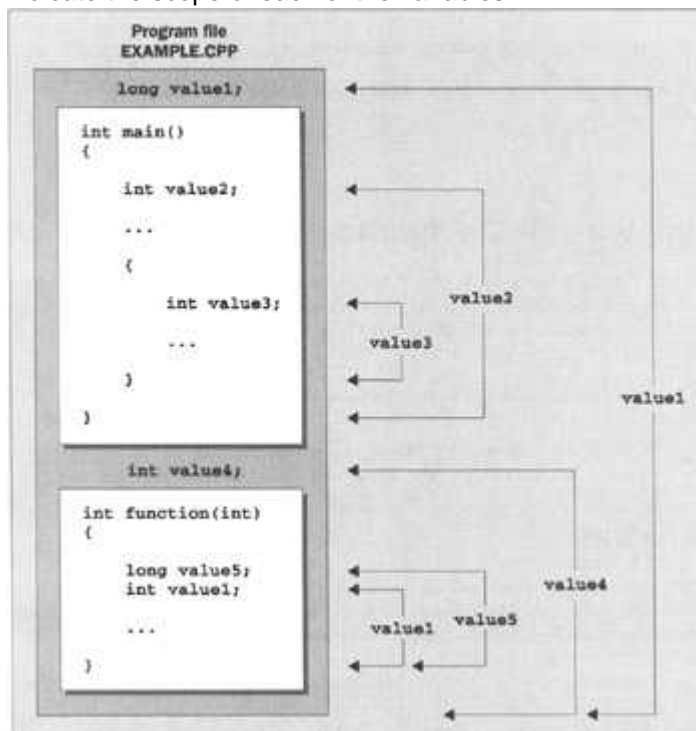 Program file
EXAMPLE.CPP
long value1;
int main()
{
int value2;
...
{
int value3;
...
}
}
int value4;
int function(int)
{
long value5;
int value1;
...
}
value2
value3
value1
value4
value5
value1